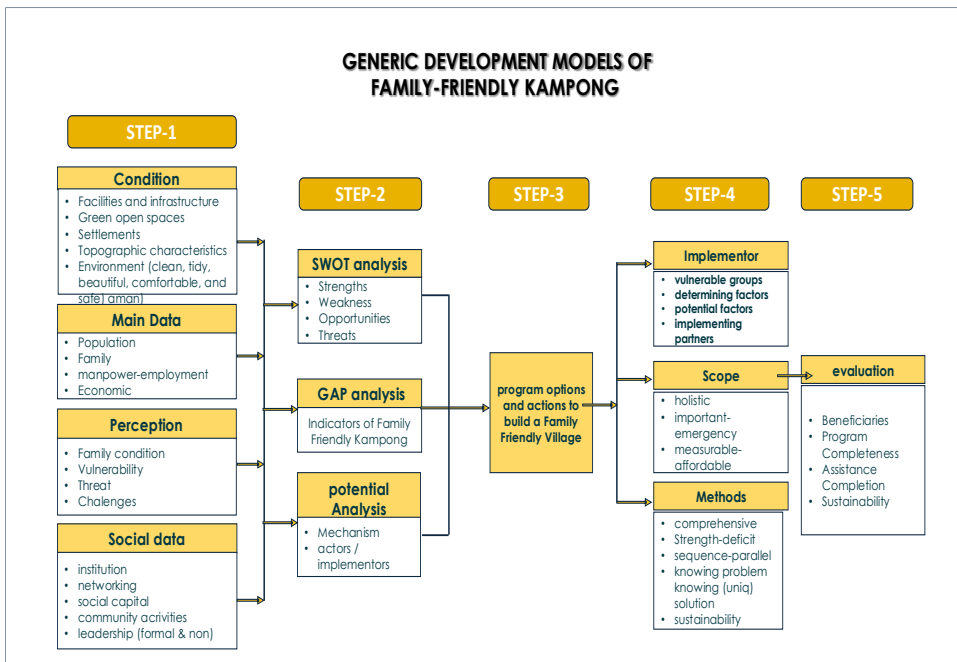 GENERIC DEVELOPMENT MODELS OF
FAMILY-FRIENDLY KAMPONG
STEP-1
Condition
• Facilities and infrastructure
• Green open spaces
• Settlements
• Topographic characteristics
• Environment (clean, tidy,
beautiful, comfortable, and
safe) aman)
Main Data
• Population
• Family
• manpower-employment
• Economic
Perception
• Family condition
• Vulnerability
• Threat
• Chalenges
Social data
• institution
• networking
• social capital
• community acrivities
• leadership (formal & non)
STEP-2
SWOT analysis
• Strengths
• Weakness
• Opportunities
• Threats
GAP analysis
Indicators of Family
Friendly Kampong
potential
Analysis
• Mechanism
• actors /
implementors
STEP-3
program options
and actions to
build a Family
Friendly Village
STEP-4
Implementor
• vulnerable groups
• determining factors
• potential factors
• implementing
partners
Scope
• holistic
• important-
emergency
• measurable-
affordable
Methods
• comprehensive
• Strength-deficit
• sequence-parallel
• knowing problem
knowing (uniq)
solution
• sustainability
STEP-5
evaluation
• Beneficiaries
• Program
Completeness
• Assistance
Completion
• Sustainability